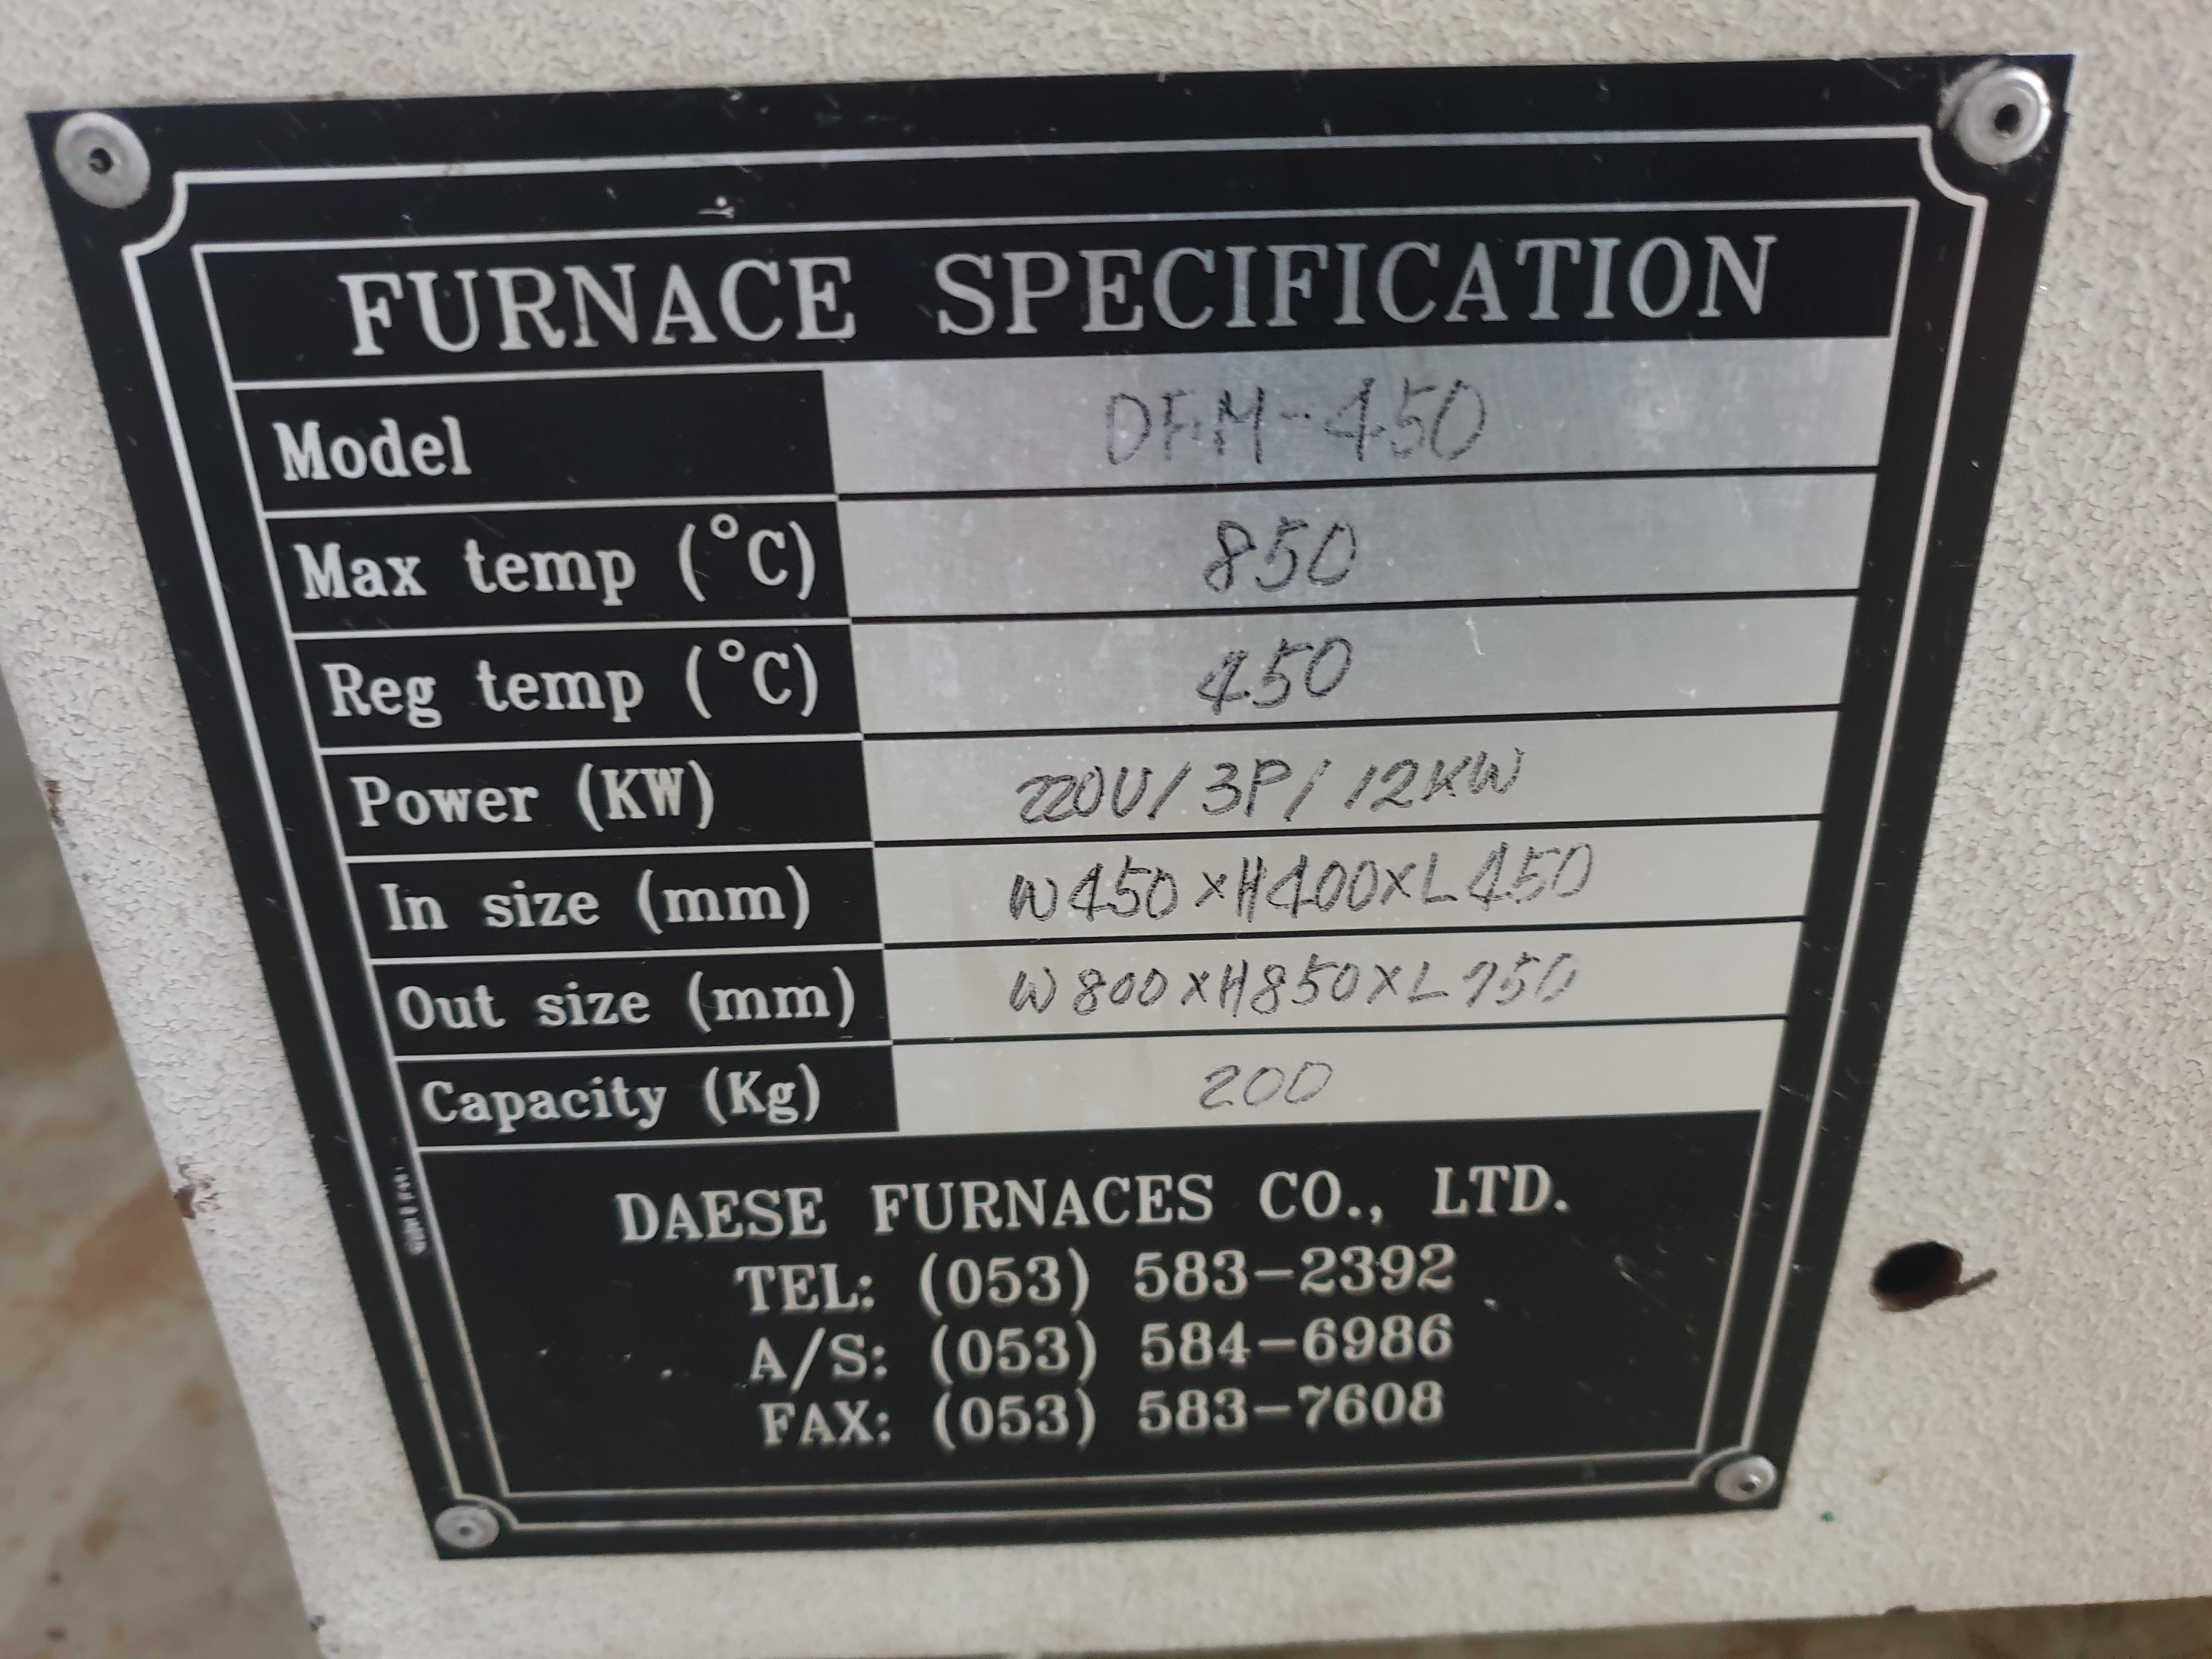 FURNACE SPECIFICATION
Model DFM-450
Max temp (°C) 850
Reg temp (°C) 450
Power (KW) 220V/3P/12KW
In size (mm) W450×H400×L450
Out size (mm) W800×H850×L750
Capacity (Kg) 200
DAESE FURNACES CO., LTD.
TEL: (053) 583-2392
A/S: (053) 584-6986
FAX: (053) 583-7608